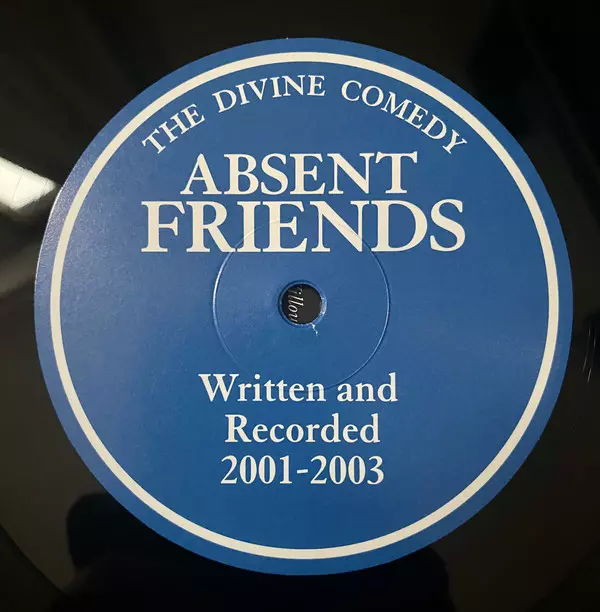 THE DIVINE COMEDY
ABSENT
FRIENDS
Written and
Recorded
2001-2003